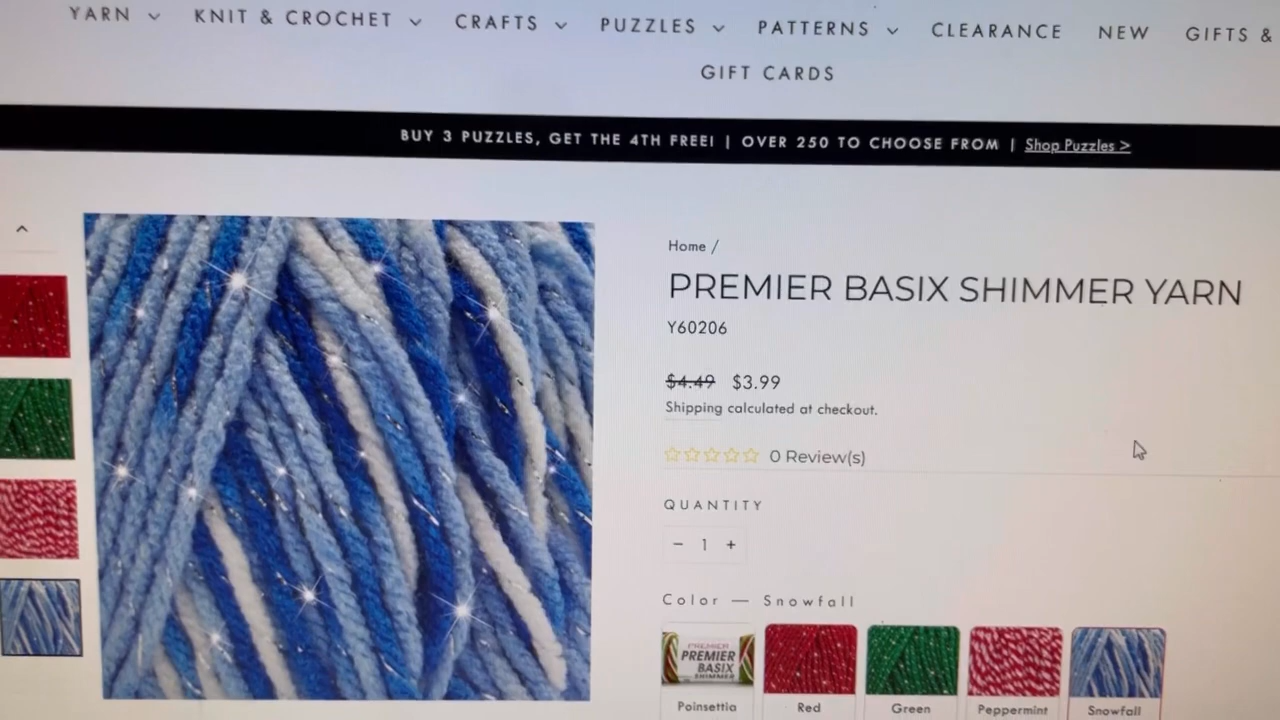 YARN KNIT & CROCHET CRAFTS PUZZLES PATTERNS CLEARANCE NEW GIFTS &
GIFT CARDS
BUY 3 PUZZLES, GET THE 4TH FREE! | OVER 250 TO CHOOSE FROM | Shop Puzzles >
Home /
PREMIER BASIX SHIMMER YARN
Y60206
$4.49 $3.99
Shipping calculated at checkout.
0 Review(s)
QUANTITY
− 1 +
Color — Snowfall
PREMIER
PREMIER
BASIX
SHIMMER
Poinsettia Red Green Peppermint Snowfall